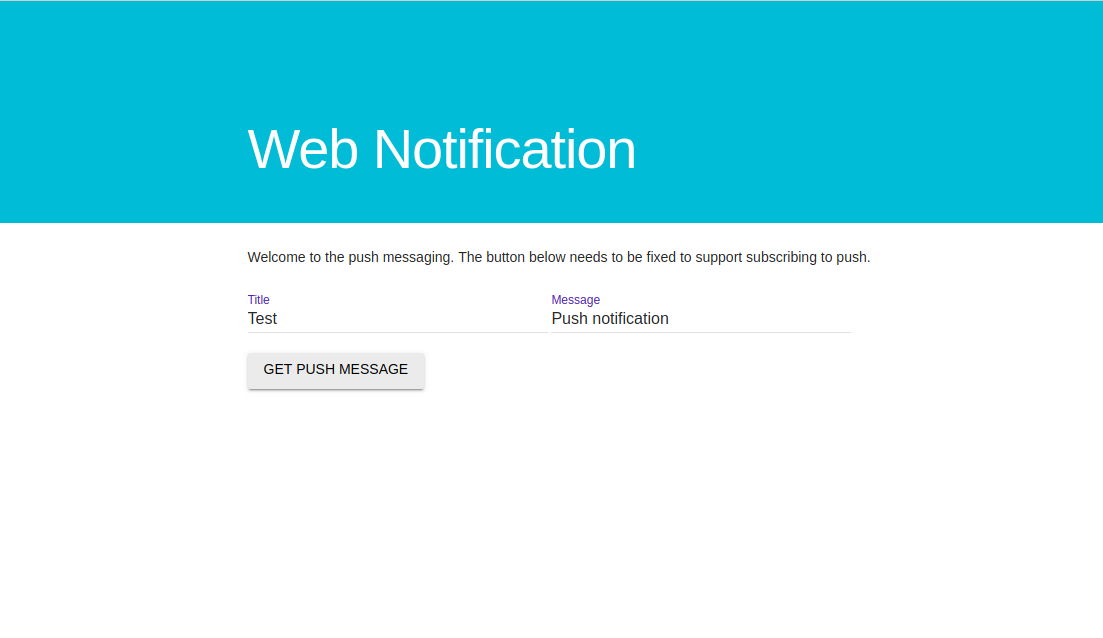 Web Notification
Welcome to the push messaging. The button below needs to be fixed to support subscribing to push.
Title
Message
Test
Push notification
GET PUSH MESSAGE